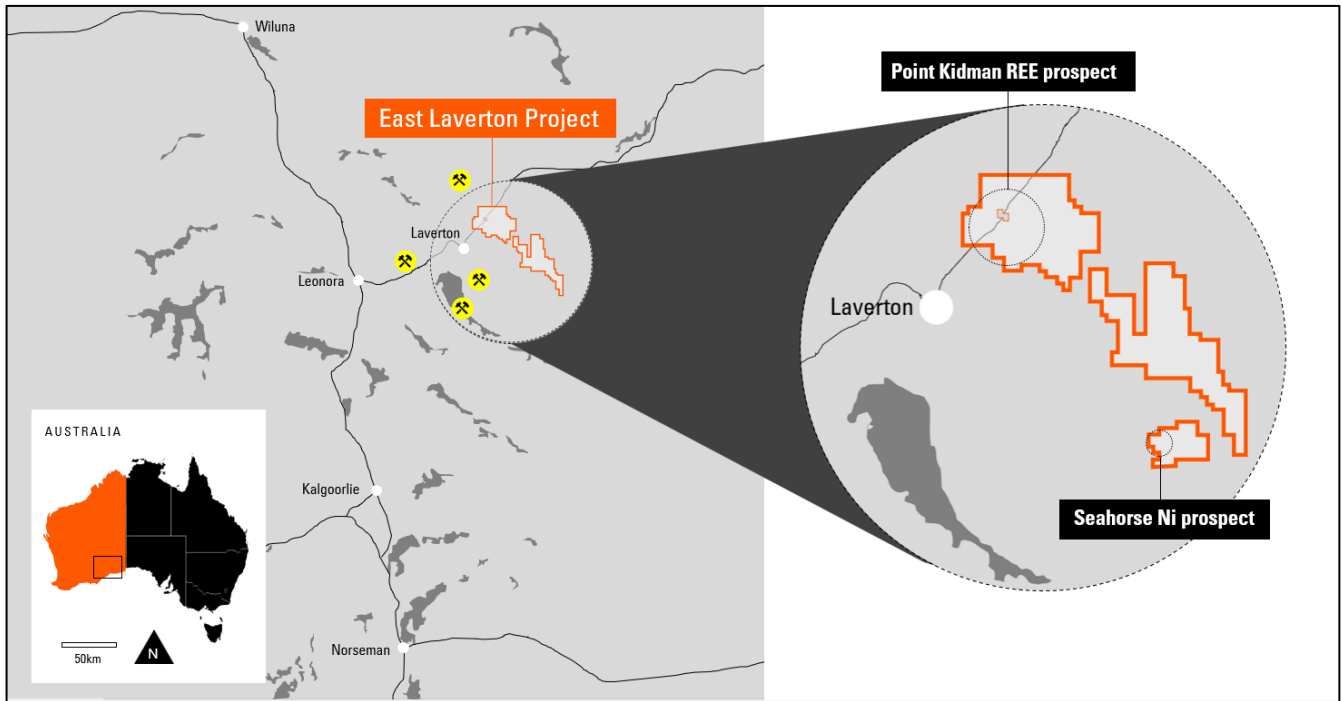 Wiluna
Point Kidman REE prospect
East Laverton Project
Laverton
Leonora
Laverton
AUSTRALIA
Kalgoorlie
Seahorse Ni prospect
50km
N
Norseman